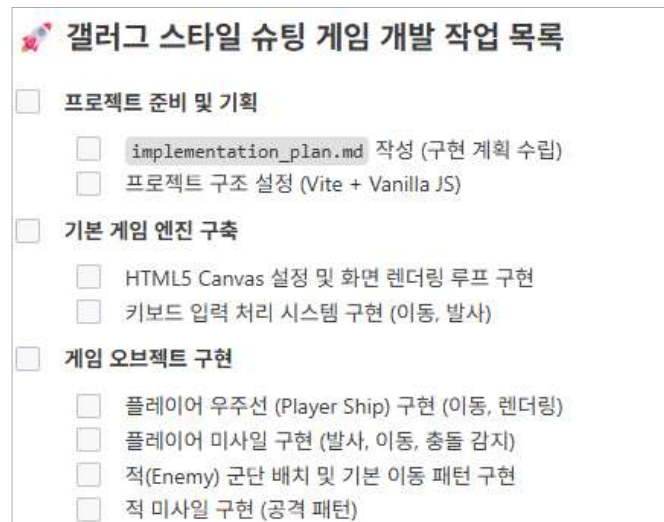 🚀 갤러그 스타일 슈팅 게임 개발 작업 목록
프로젝트 준비 및 기획
implementation_plan.md 작성 (구현 계획 수립)
프로젝트 구조 설정 (Vite + Vanilla JS)
기본 게임 엔진 구축
HTML5 Canvas 설정 및 화면 렌더링 루프 구현
키보드 입력 처리 시스템 구현 (이동, 발사)
게임 오브젝트 구현
플레이어 우주선 (Player Ship) 구현 (이동, 렌더링)
플레이어 미사일 구현 (발사, 이동, 충돌 감지)
적(Enemy) 군단 배치 및 기본 이동 패턴 구현
적 미사일 구현 (공격 패턴)